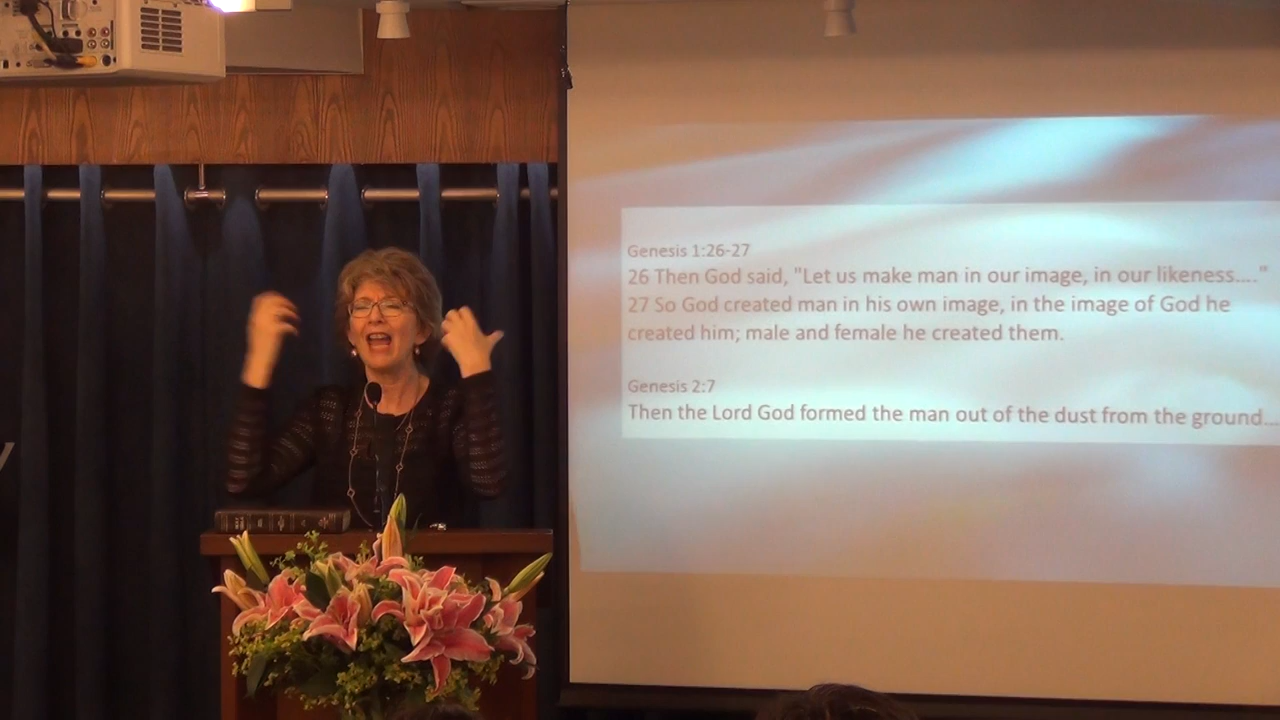 Genesis 1:26-27
26 Then God said, "Let us make man in our image, in our likeness...."
27 So God created man in his own image, in the image of God he
created him; male and female he created them.
Genesis 2:7
Then the Lord God formed the man out of the dust from the ground...